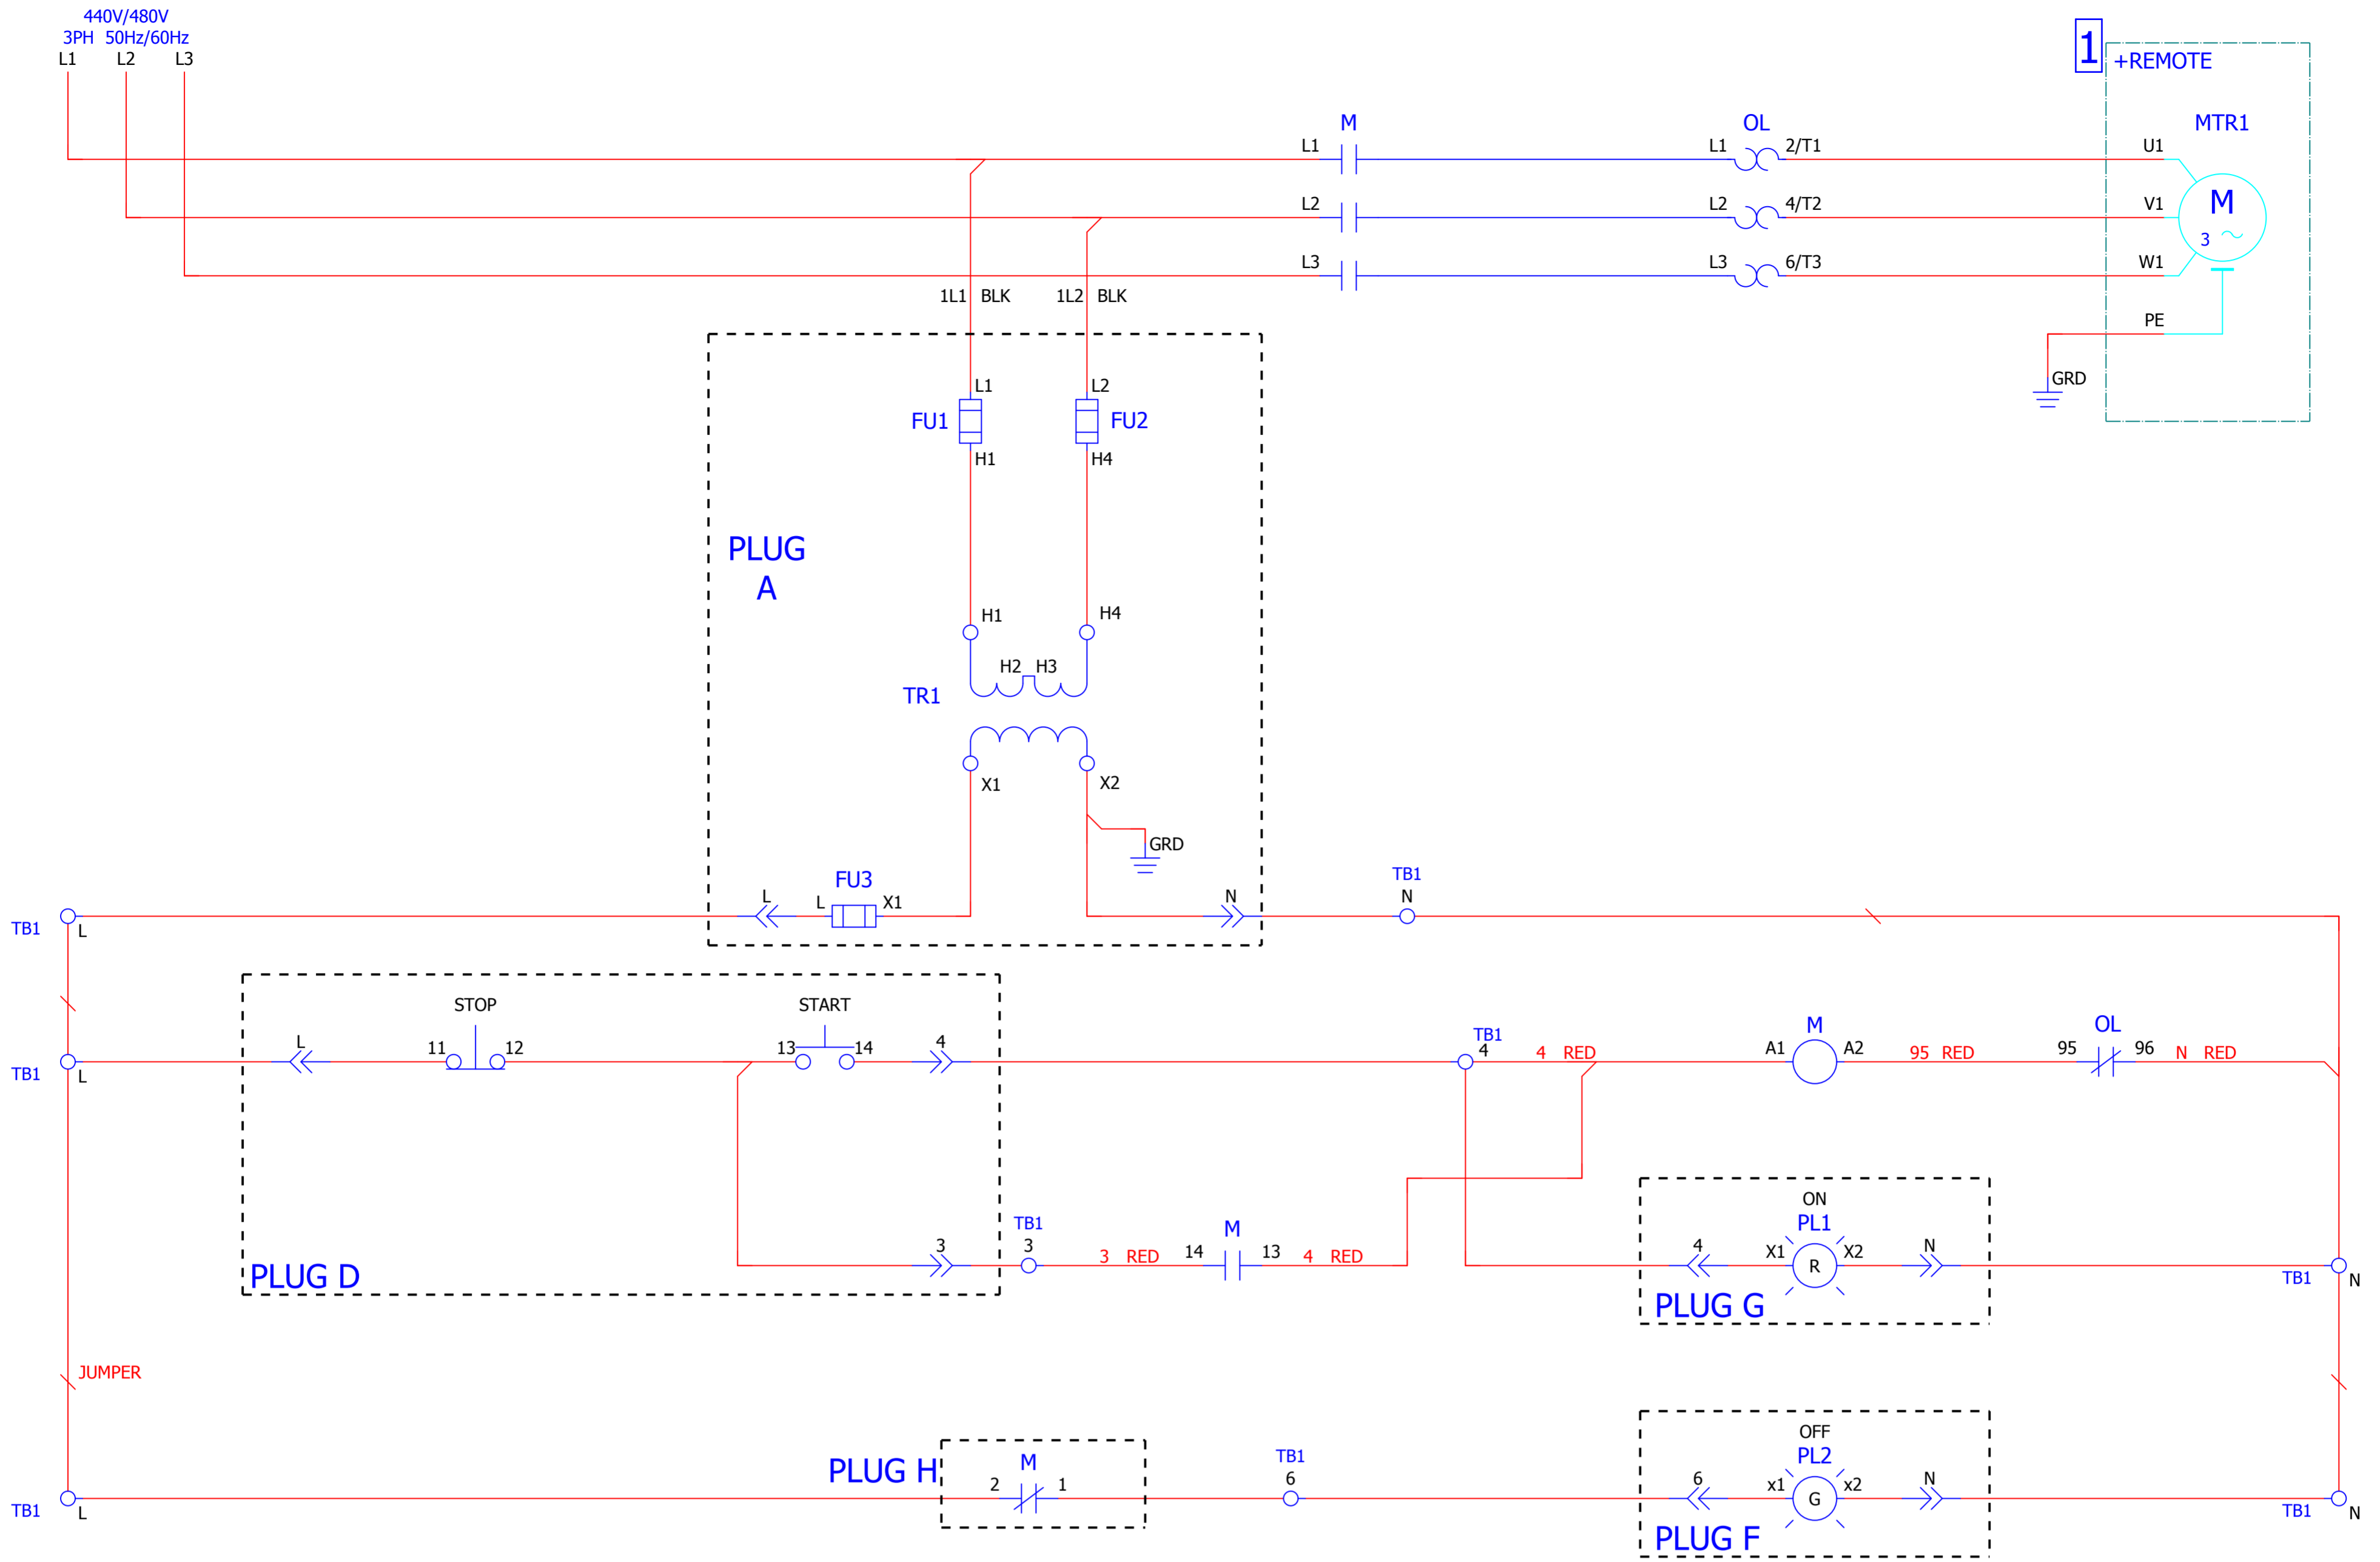 440V/480V
3PH 50Hz/60Hz
L1 L2 L3
1
+REMOTE
M OL MTR1
L1 L1 2/T1 U1
L2 L2 4/T2 V1
M
3
L3 L3 6/T3 W1
1L1 BLK 1L2 BLK
PE
GRD
L1 L2
FU1 FU2
H1 H4
PLUG
A
H1 H4
H2 H3
TR1
X1 X2
GRD
FU3 TB1
L L X1 N N
TB1 L
STOP START
M OL
TB1
L 11 12 13 14 4 4 4 RED A1 A2 95 RED 95 96 N RED
TB1 L
ON
TB1 M PL1
3 3 3 RED 14 13 4 RED 4 X1 X2 N
R
PLUG D TB1 N
PLUG G
JUMPER
OFF
PLUG H M TB1 PL2
2 1 6 6 x1 x2 N
G
TB1 L TB1 N
PLUG F